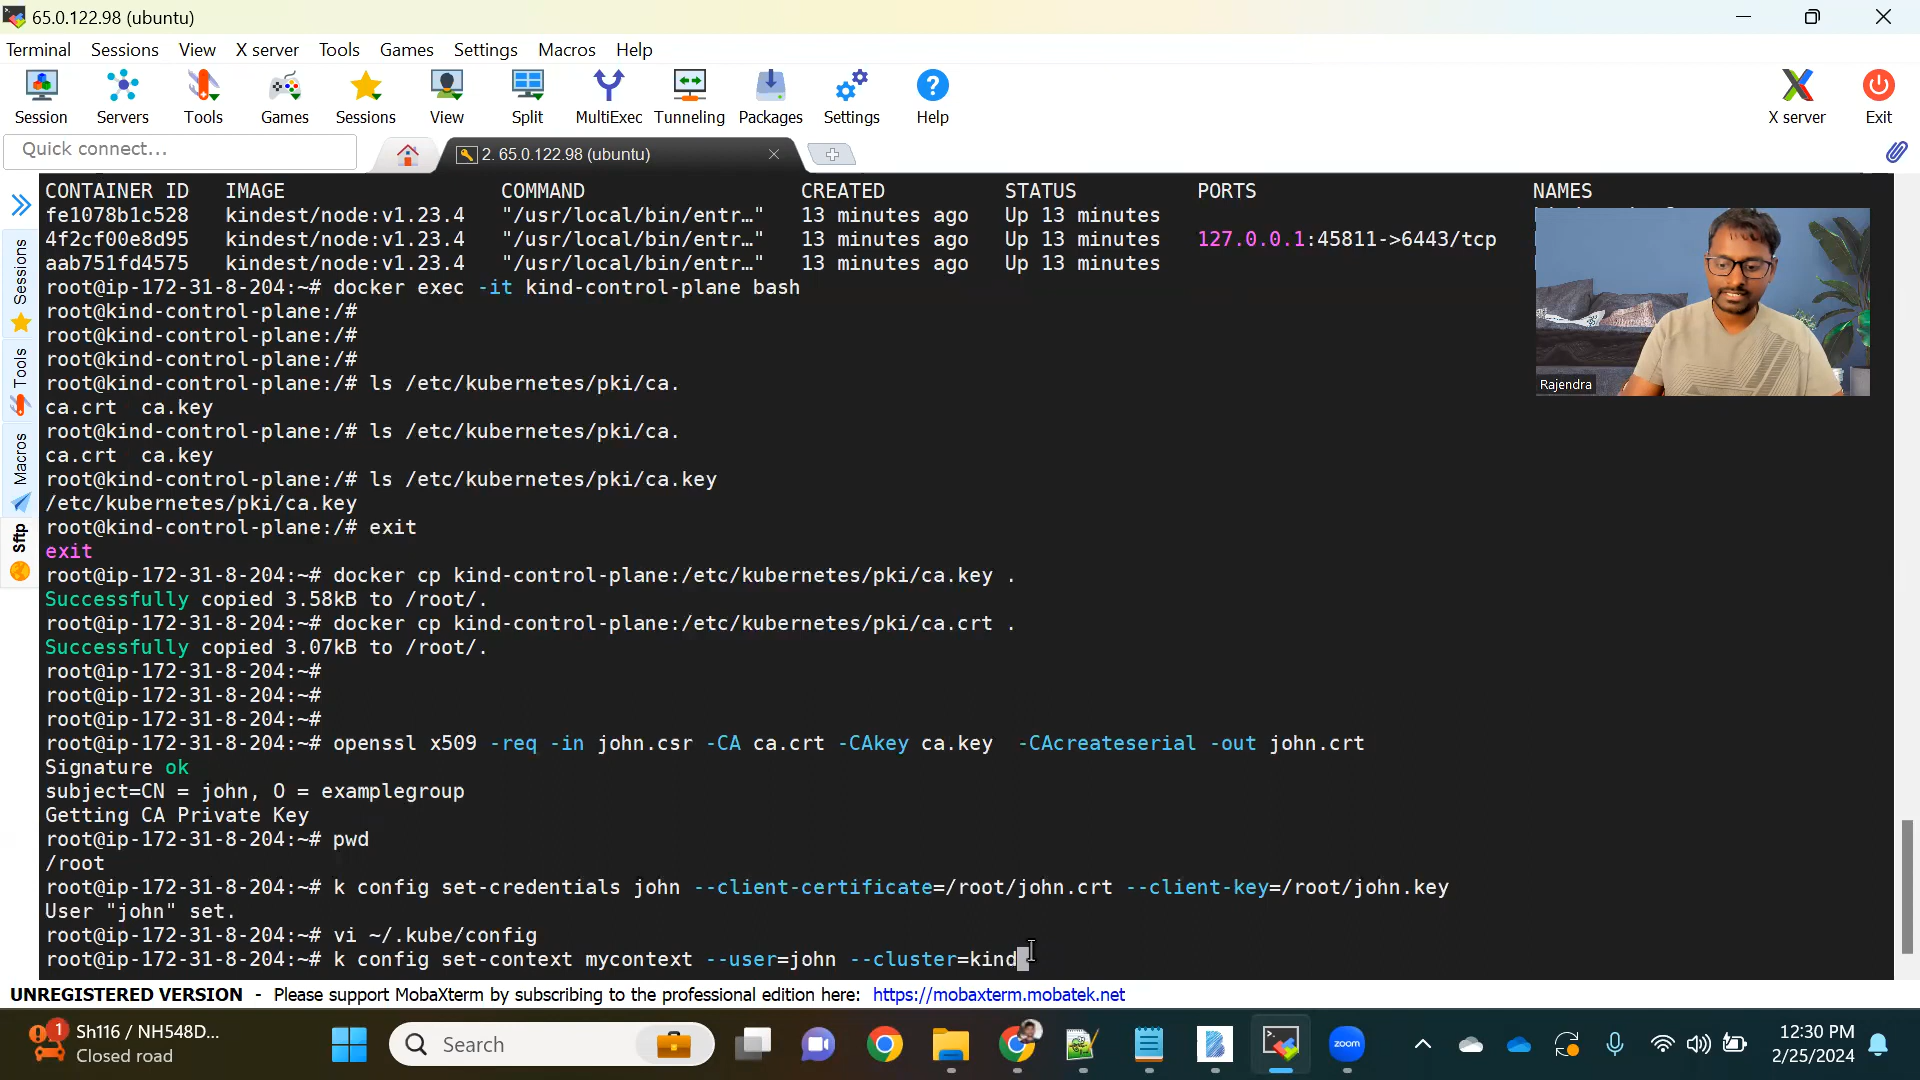 65.0.122.98 (ubuntu)
Terminal Sessions View X server Tools Games Settings Macros Help
Session Servers Tools Games Sessions View Split MultiExec Tunneling Packages Settings Help X server Exit
Quick connect...
2. 65.0.122.98 (ubuntu)
Sessions
Tools
Macros
Sftp
CONTAINER ID IMAGE COMMAND CREATED STATUS PORTS NAMES
fe1078b1c528 kindest/node:v1.23.4 "/usr/local/bin/entr…" 13 minutes ago Up 13 minutes
4f2cf00e8d95 kindest/node:v1.23.4 "/usr/local/bin/entr…" 13 minutes ago Up 13 minutes 127.0.0.1:45811->6443/tcp
aab751fd4575 kindest/node:v1.23.4 "/usr/local/bin/entr…" 13 minutes ago Up 13 minutes
root@ip-172-31-8-204:~# docker exec -it kind-control-plane bash
root@kind-control-plane:/#
root@kind-control-plane:/#
root@kind-control-plane:/#
root@kind-control-plane:/# ls /etc/kubernetes/pki/ca.
ca.crt ca.key
root@kind-control-plane:/# ls /etc/kubernetes/pki/ca.
ca.crt ca.key
root@kind-control-plane:/# ls /etc/kubernetes/pki/ca.key
/etc/kubernetes/pki/ca.key
root@kind-control-plane:/# exit
exit
root@ip-172-31-8-204:~# docker cp kind-control-plane:/etc/kubernetes/pki/ca.key .
Successfully copied 3.58kB to /root/.
root@ip-172-31-8-204:~# docker cp kind-control-plane:/etc/kubernetes/pki/ca.crt .
Successfully copied 3.07kB to /root/.
root@ip-172-31-8-204:~#
root@ip-172-31-8-204:~#
root@ip-172-31-8-204:~#
root@ip-172-31-8-204:~# openssl x509 -req -in john.csr -CA ca.crt -CAkey ca.key -CAcreateserial -out john.crt
Signature ok
subject=CN = john, O = examplegroup
Getting CA Private Key
root@ip-172-31-8-204:~# pwd
/root
root@ip-172-31-8-204:~# k config set-credentials john --client-certificate=/root/john.crt --client-key=/root/john.key
User "john" set.
root@ip-172-31-8-204:~# vi ~/.kube/config
root@ip-172-31-8-204:~# k config set-context mycontext --user=john --cluster=kind
Rajendra
UNREGISTERED VERSION - Please support MobaXterm by subscribing to the professional edition here: https://mobaxterm.mobatek.net
1
Sh116 / NH548D...
Closed road
Search
zoom
12:30 PM
2/25/2024